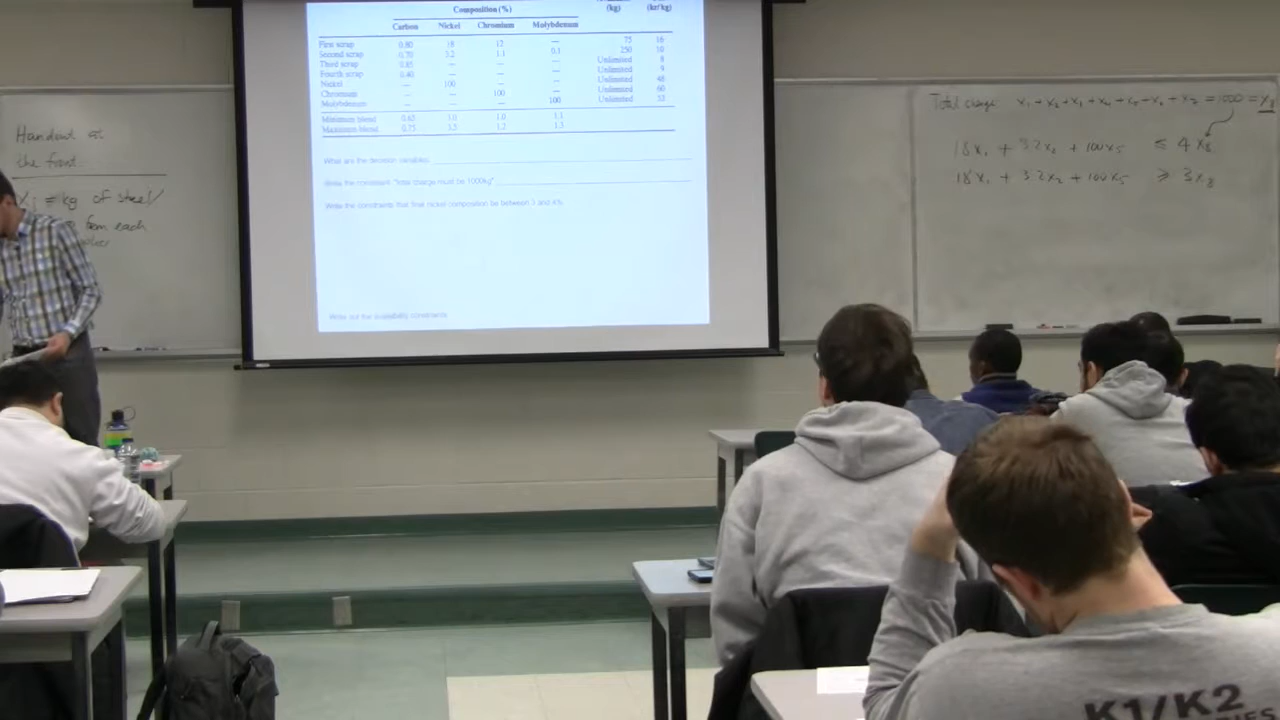 Composition (%)
(kg) (kr/kg)
Carbon Nickel Chromium Molybdenum
First scrap 0.80 18 12 — 75 16
Second scrap 0.70 3.2 1.1 0.1 250 10
Third scrap 0.85 — — — Unlimited 8
Fourth scrap 0.40 — — — Unlimited 9
Nickel — 100 — — Unlimited 48
Chromium — — 100 — Unlimited 60
Molybdenum — — — 100 Unlimited 53
Minimum blend 0.65 3.0 1.0 1.1
Maximum blend 0.75 3.5 1.2 1.3
What are the decision variables:
Write the constraint "Total charge must be 1000kg"
Write the constraints that final nickel composition be between 3 and 4%
Write out the availability constraints
Handout at
the front
= kg of steel
from each
Total charge: x₁+x₂+x₃+x₄+x₅+x₆+x₇ = 1000 = x₈
18x₁ + 3.2x₂ + 100x₅ ≤ 4x₈
18x₁ + 3.2x₂ + 100x₅ ≥ 3x₈
K1/K2